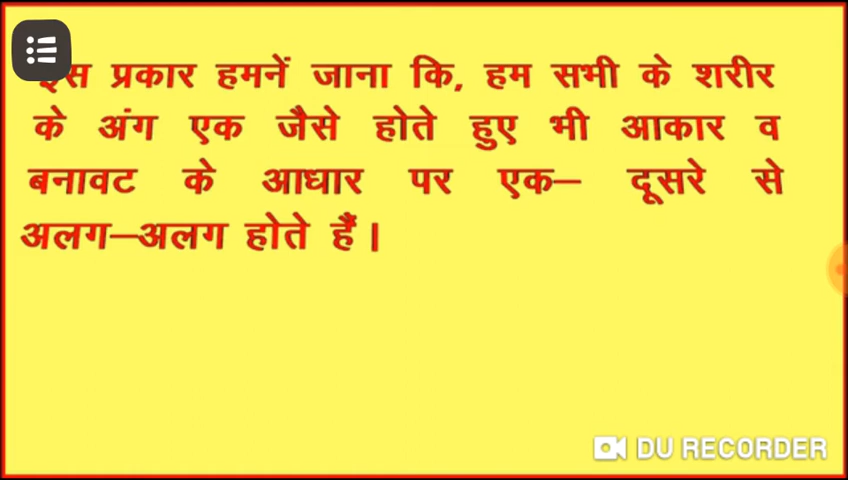 इस प्रकार हमनें जाना कि, हम सभी के शरीर
के अंग एक जैसे होते हुए भी आकार व
बनावट के आधार पर एक– दूसरे से
अलग–अलग होते हैं।
DU RECORDER